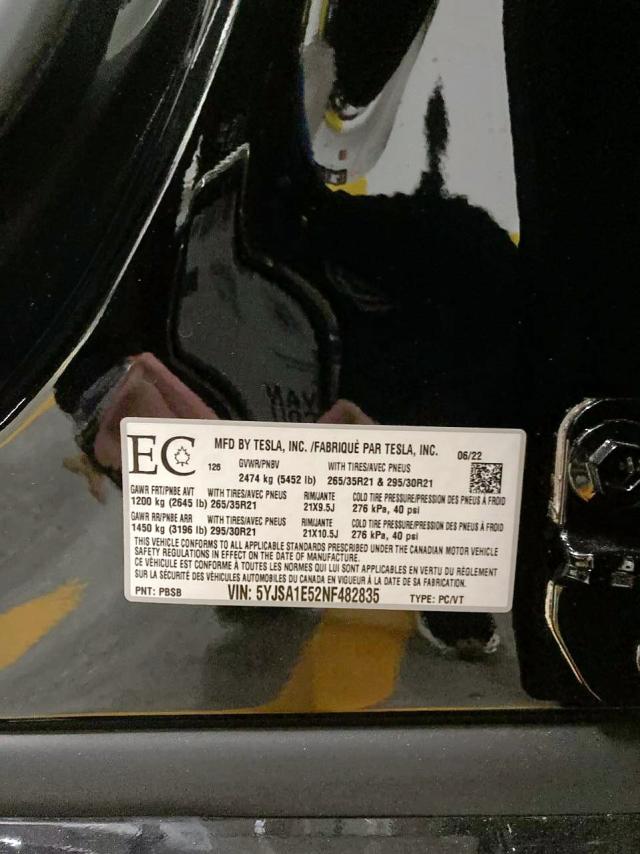 EC
126
MFD BY TESLA, INC. /FABRIQUÉ PAR TESLA, INC.
06/22
GVWR/PNBV WITH TIRES/AVEC PNEUS
2474 kg (5452 lb) 265/35R21 & 295/30R21
GAWR FRT/PNBE AVT WITH TIRES/AVEC PNEUS RIM/JANTE COLD TIRE PRESSURE/PRESSION DES PNEUS À FROID
1200 kg (2645 lb) 265/35R21 21X9.5J 276 kPa, 40 psi
GAWR RR/PNBE ARR WITH TIRES/AVEC PNEUS RIM/JANTE COLD TIRE PRESSURE/PRESSION DES PNEUS À FROID
1450 kg (3196 lb) 295/30R21 21X10.5J 276 kPa, 40 psi
THIS VEHICLE CONFORMS TO ALL APPLICABLE STANDARDS PRESCRIBED UNDER THE CANADIAN MOTOR VEHICLE
SAFETY REGULATIONS IN EFFECT ON THE DATE OF MANUFACTURE.
CE VÉHICULE EST CONFORME À TOUTES LES NORMES QUI LUI SONT APPLICABLES EN VERTU DU RÈGLEMENT
SUR LA SÉCURITÉ DES VÉHICULES AUTOMOBILES DU CANADA EN VIGUEUR À LA DATE DE SA FABRICATION.
PNT: PBSB VIN: 5YJSA1E52NF482835 TYPE: PC/VT